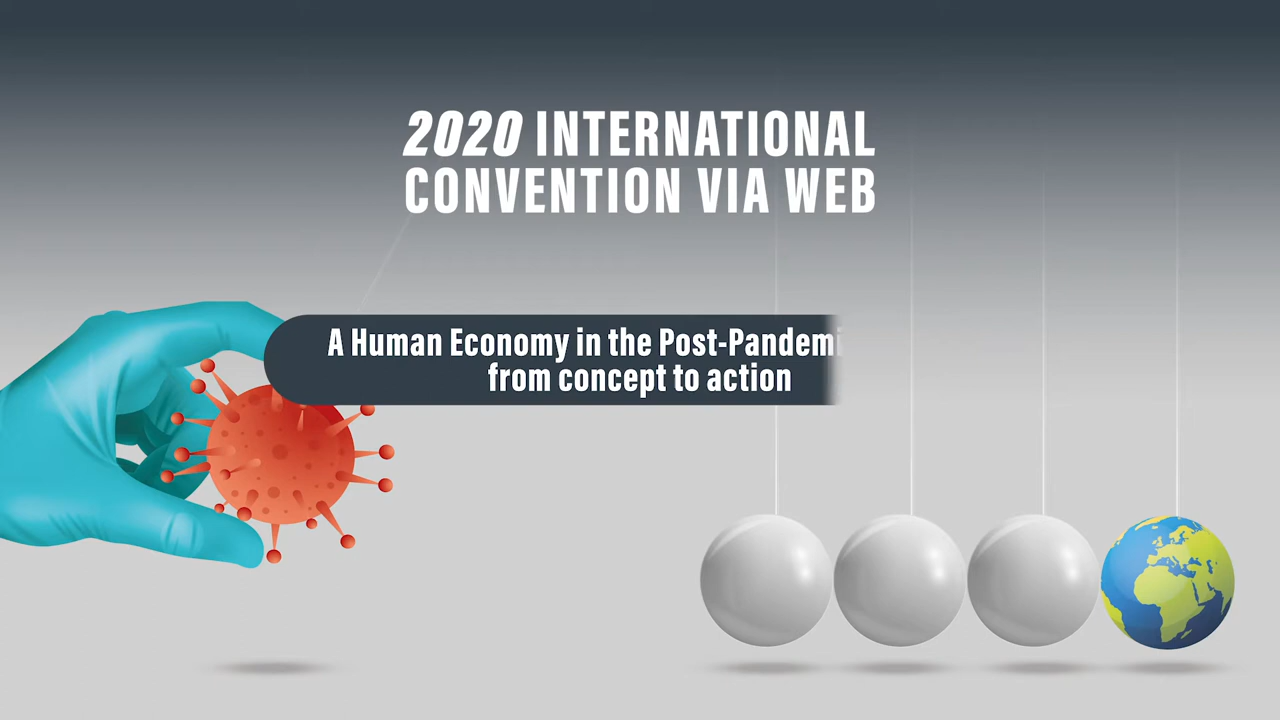 2020 INTERNATIONAL
CONVENTION VIA WEB
A Human Economy in the Post-Pandemi
from concept to action